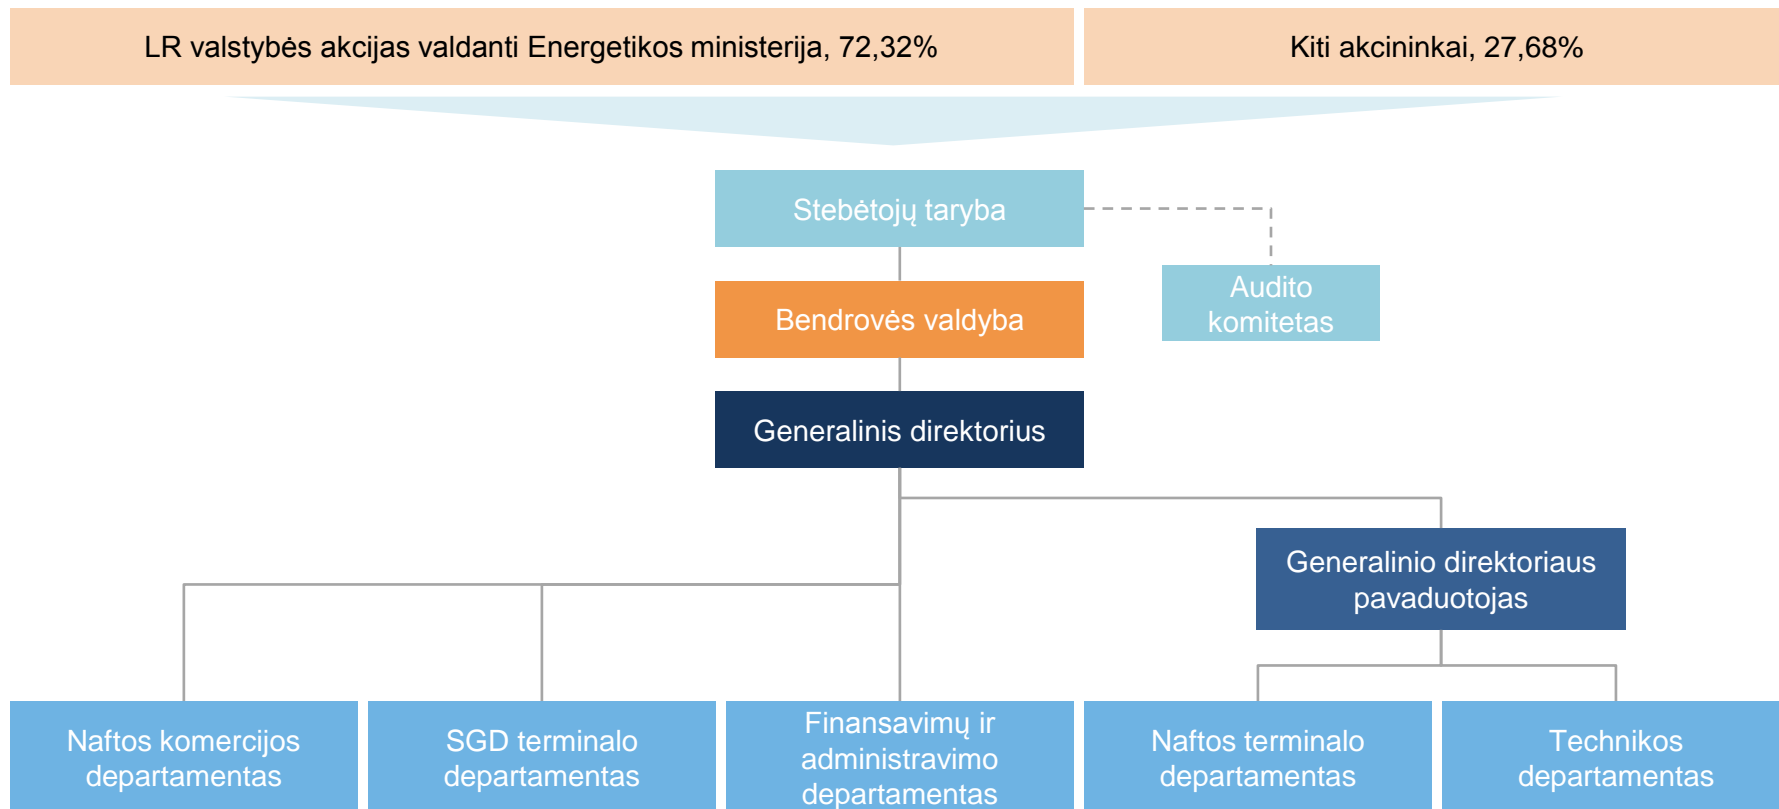 LR valstybės akcijas valdanti Energetikos ministerija, 72,32%
Kiti akcininkai, 27,68%
Stebėtojų taryba
Audito
komitetas
Bendrovės valdyba
Generalinis direktorius
Generalinio direktoriaus
pavaduotojas
Naftos komercijos
departamentas
SGD terminalo
departamentas
Finansavimų ir
administravimo
departamentas
Naftos terminalo
departamentas
Technikos
departamentas